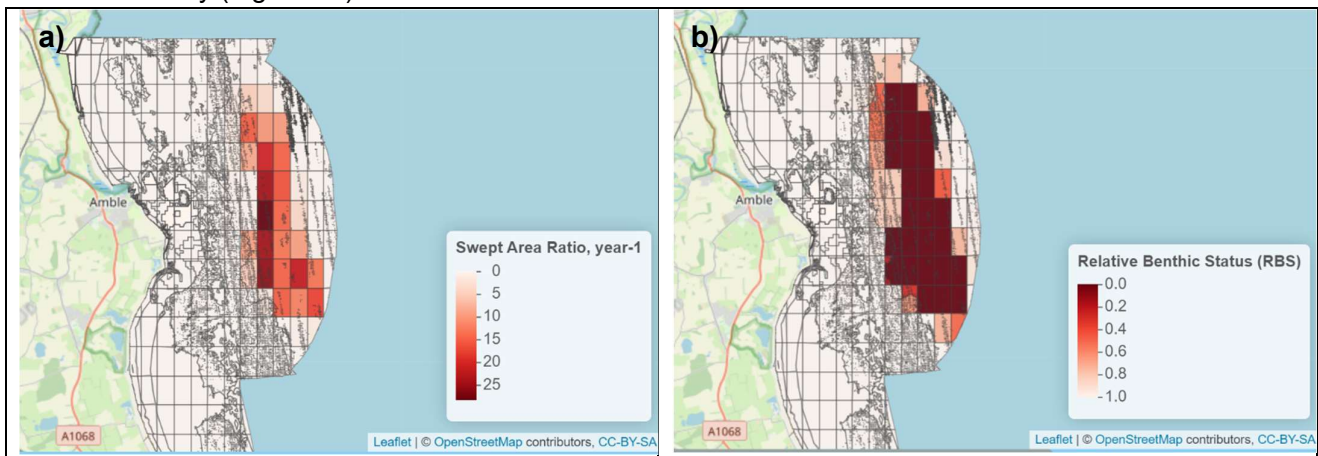 a)
Amble
A1068
Swept Area Ratio, year-1
0
5
10
15
20
25
Leaflet | © OpenStreetMap contributors, CC-BY-SA
b)
Amble
A1068
Relative Benthic Status (RBS)
0.0
0.2
0.4
0.6
0.8
1.0
Leaflet | © OpenStreetMap contributors, CC-BY-SA